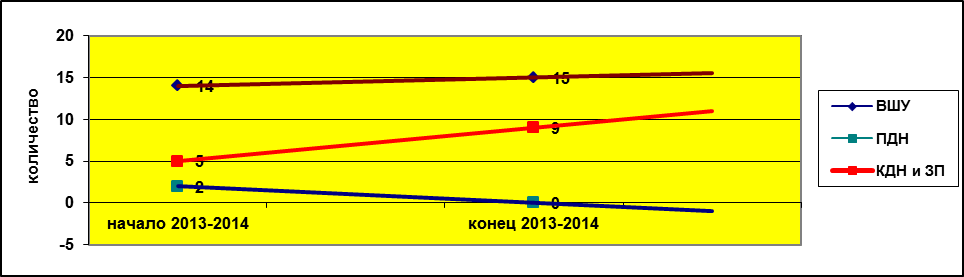 количество
20
15
10
5
0
-5
14
15
5
9
2
0
начало 2013-2014
конец 2013-2014
ВШУ
ПДН
КДН и ЗП